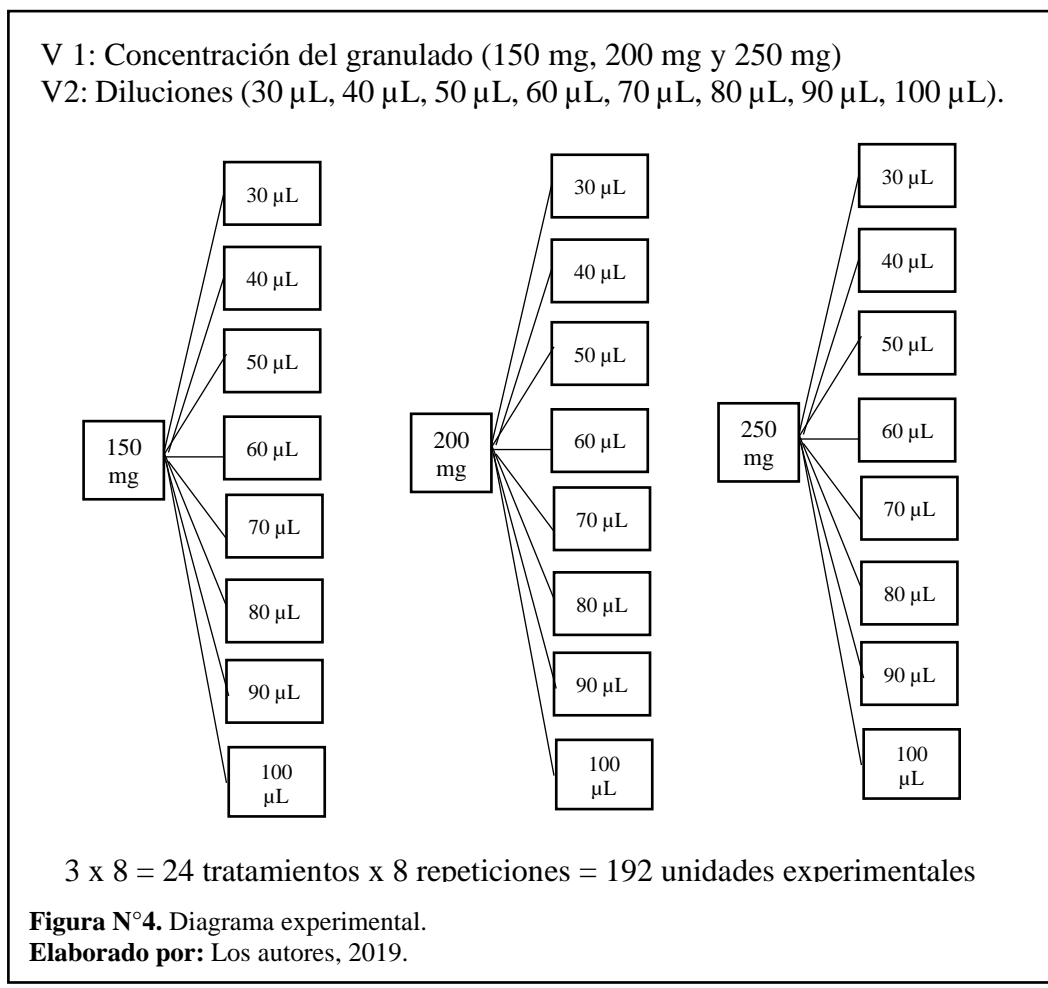 V 1: Concentración del granulado (150 mg, 200 mg y 250 mg)
V2: Diluciones (30 µL, 40 µL, 50 µL, 60 µL, 70 µL, 80 µL, 90 µL, 100 µL).
150
mg
30 µL
40 µL
50 µL
60 µL
70 µL
80 µL
90 µL
100
µL
200
mg
30 µL
40 µL
50 µL
60 µL
70 µL
80 µL
90 µL
100
µL
250
mg
30 µL
40 µL
50 µL
60 µL
70 µL
80 µL
90 µL
100
µL
3 x 8 = 24 tratamientos x 8 repeticiones = 192 unidades experimentales
Figura N°4. Diagrama experimental.
Elaborado por: Los autores, 2019.